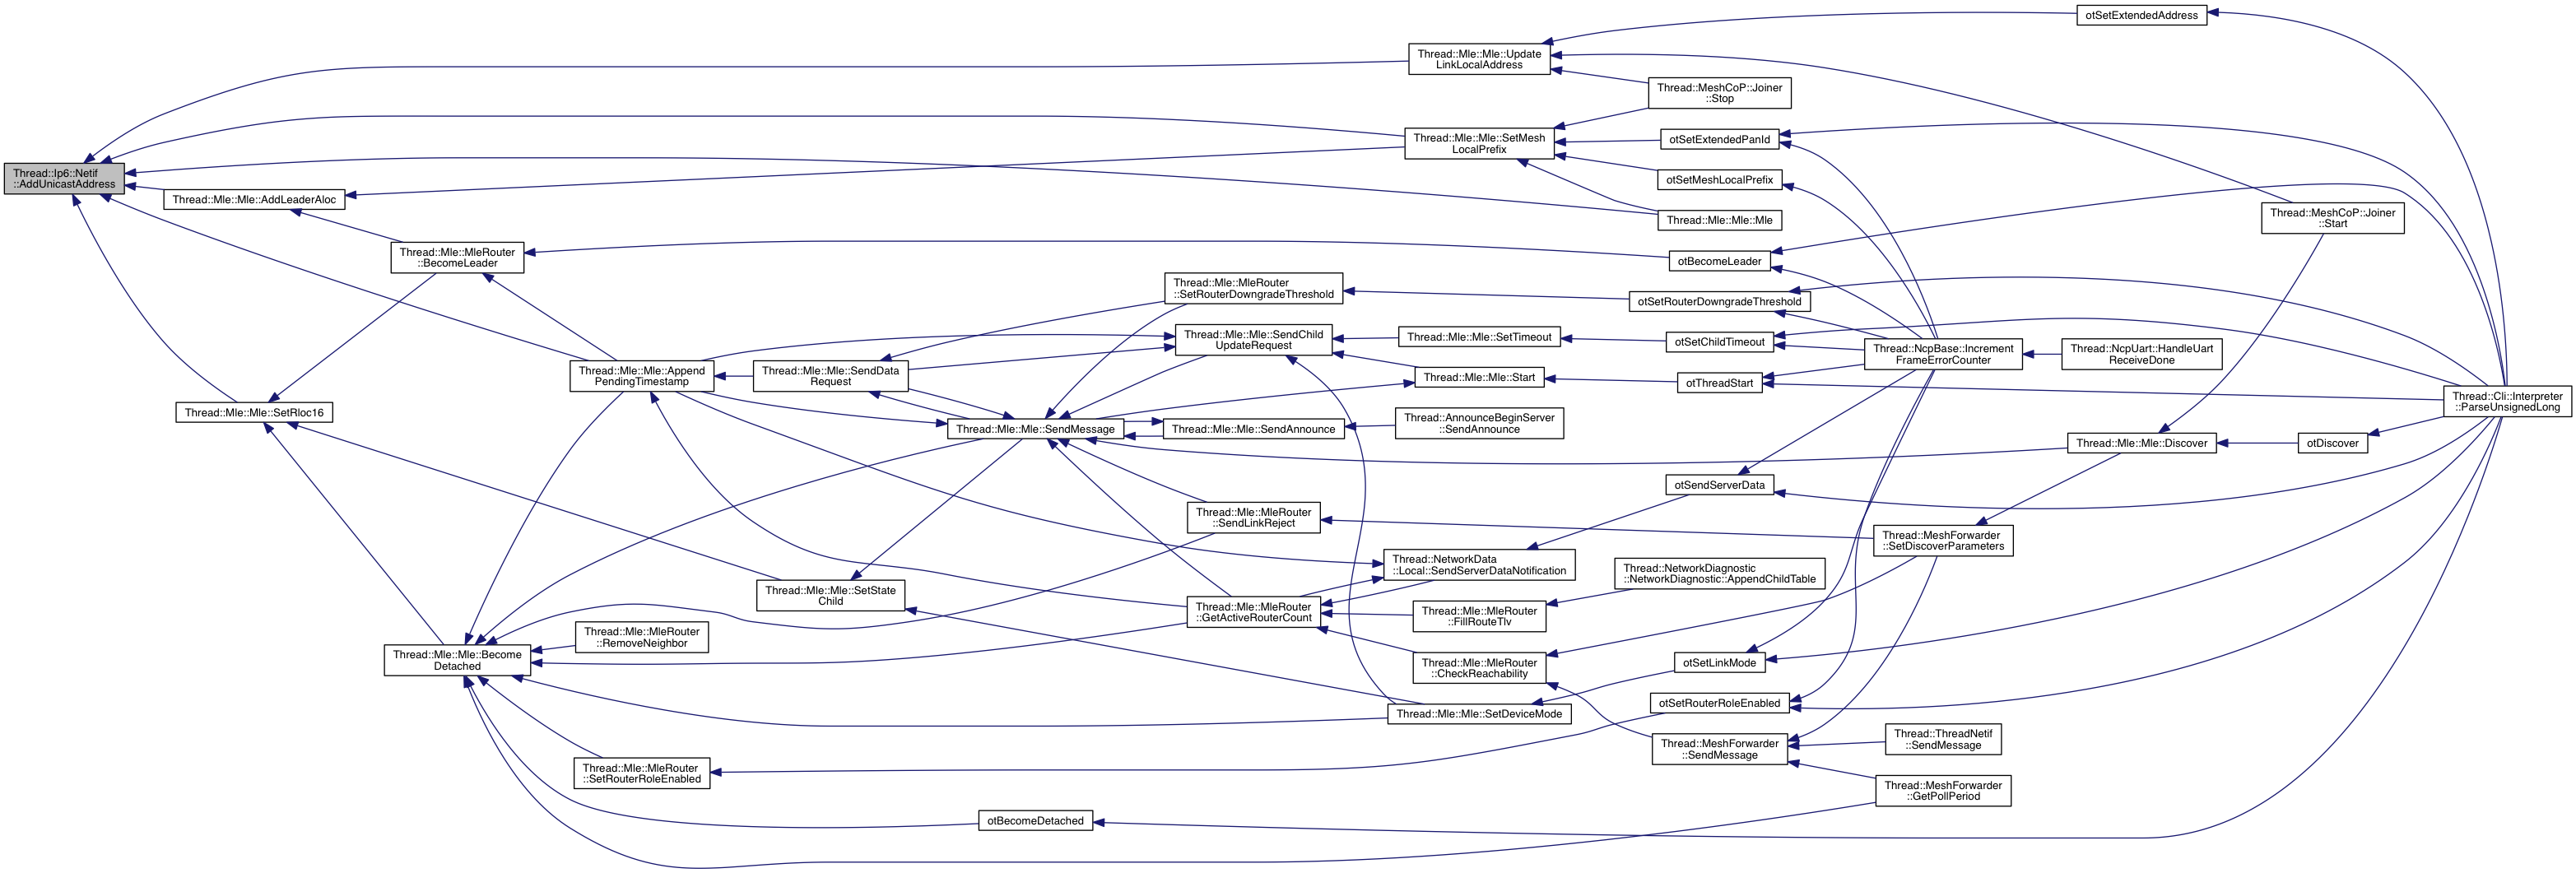 Thread::Ip6::Netif
::AddUnicastAddress
Thread::Mle::Mle::AddLeaderAloc
Thread::Mle::Mle::SetRloc16
Thread::Mle::MleRouter
::BecomeLeader
Thread::Mle::Mle::Become
Detached
Thread::Mle::Mle::Append
PendingTimestamp
Thread::Mle::MleRouter
::RemoveNeighbor
Thread::Mle::MleRouter
::SetRouterRoleEnabled
Thread::Mle::Mle::SendData
Request
Thread::Mle::Mle::SetState
Child
Thread::Mle::Mle::SendMessage
otBecomeDetached
Thread::Mle::MleRouter
::SetRouterDowngradeThreshold
Thread::Mle::Mle::SendChild
UpdateRequest
Thread::Mle::Mle::SendAnnounce
Thread::Mle::MleRouter
::SendLinkReject
Thread::Mle::MleRouter
::GetActiveRouterCount
Thread::Mle::Mle::Update
LinkLocalAddress
Thread::Mle::Mle::SetMesh
LocalPrefix
Thread::Mle::Mle::SetTimeout
Thread::Mle::Mle::Start
Thread::AnnounceBeginServer
::SendAnnounce
Thread::NetworkData
::Local::SendServerDataNotification
Thread::Mle::MleRouter
::FillRouteTlv
Thread::Mle::MleRouter
::CheckReachability
Thread::Mle::Mle::SetDeviceMode
Thread::MeshCoP::Joiner
::Stop
otSetExtendedPanId
otSetMeshLocalPrefix
Thread::Mle::Mle::Mle
otBecomeLeader
otSetRouterDowngradeThreshold
otSetChildTimeout
otThreadStart
otSendServerData
Thread::NetworkDiagnostic
::NetworkDiagnostic::AppendChildTable
otSetLinkMode
otSetRouterRoleEnabled
Thread::MeshForwarder
::SendMessage
Thread::NcpBase::Increment
FrameErrorCounter
Thread::MeshForwarder
::SetDiscoverParameters
Thread::ThreadNetif
::SendMessage
Thread::MeshForwarder
::GetPollPeriod
otSetExtendedAddress
Thread::NcpUart::HandleUart
ReceiveDone
Thread::Mle::Mle::Discover
Thread::MeshCoP::Joiner
::Start
otDiscover
Thread::Cli::Interpreter
::ParseUnsignedLong